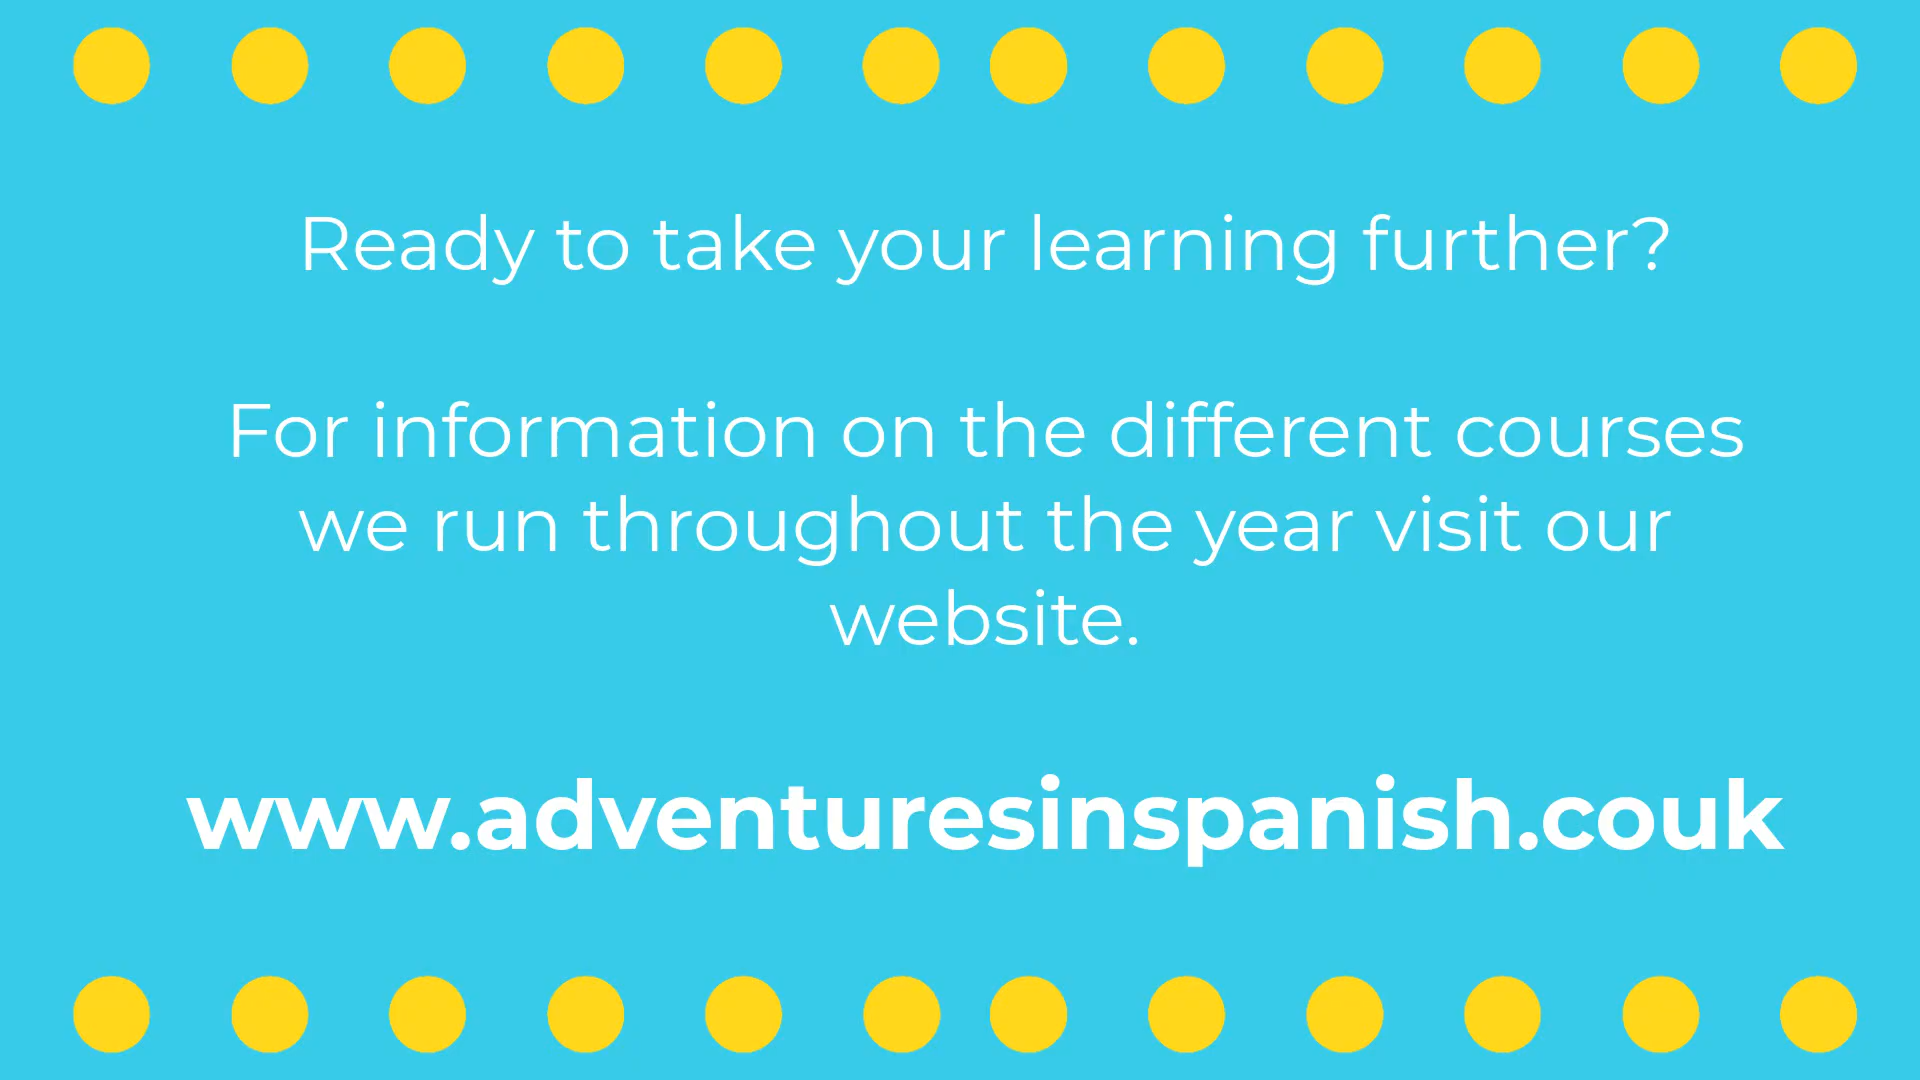 Ready to take your learning further?
For information on the different courses
we run throughout the year visit our
website.
www.adventuresinspanish.couk